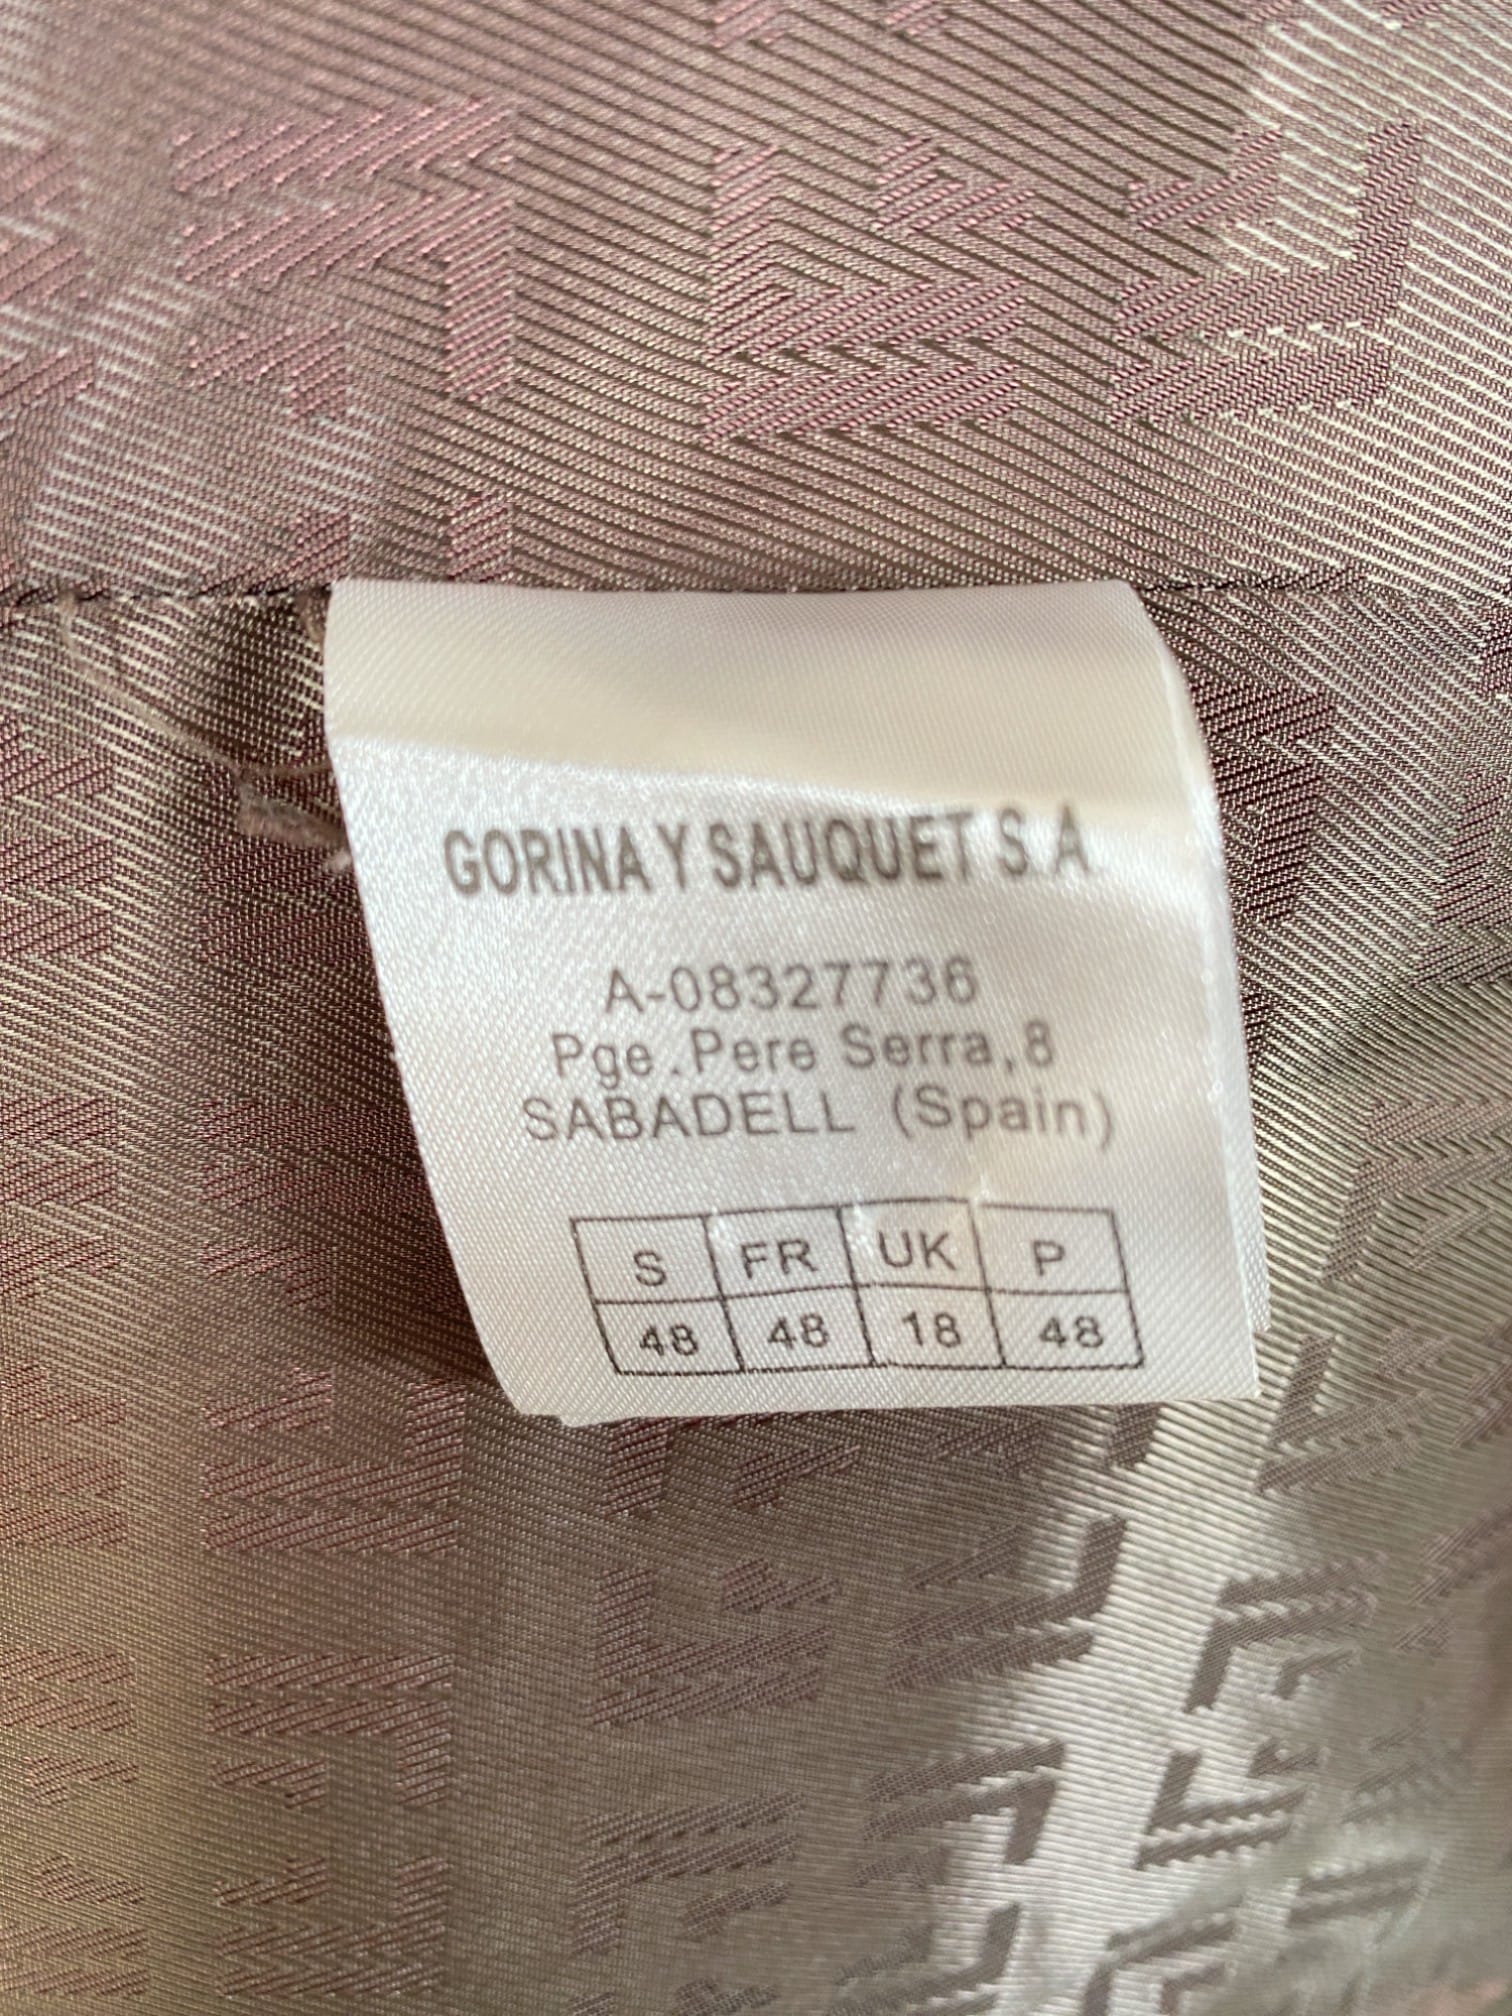 GORINA Y SAUQUET S.A.
A-08327736
Pge.Pere Serra,8
SABADELL (Spain)
S FR UK P
48 48 18 48